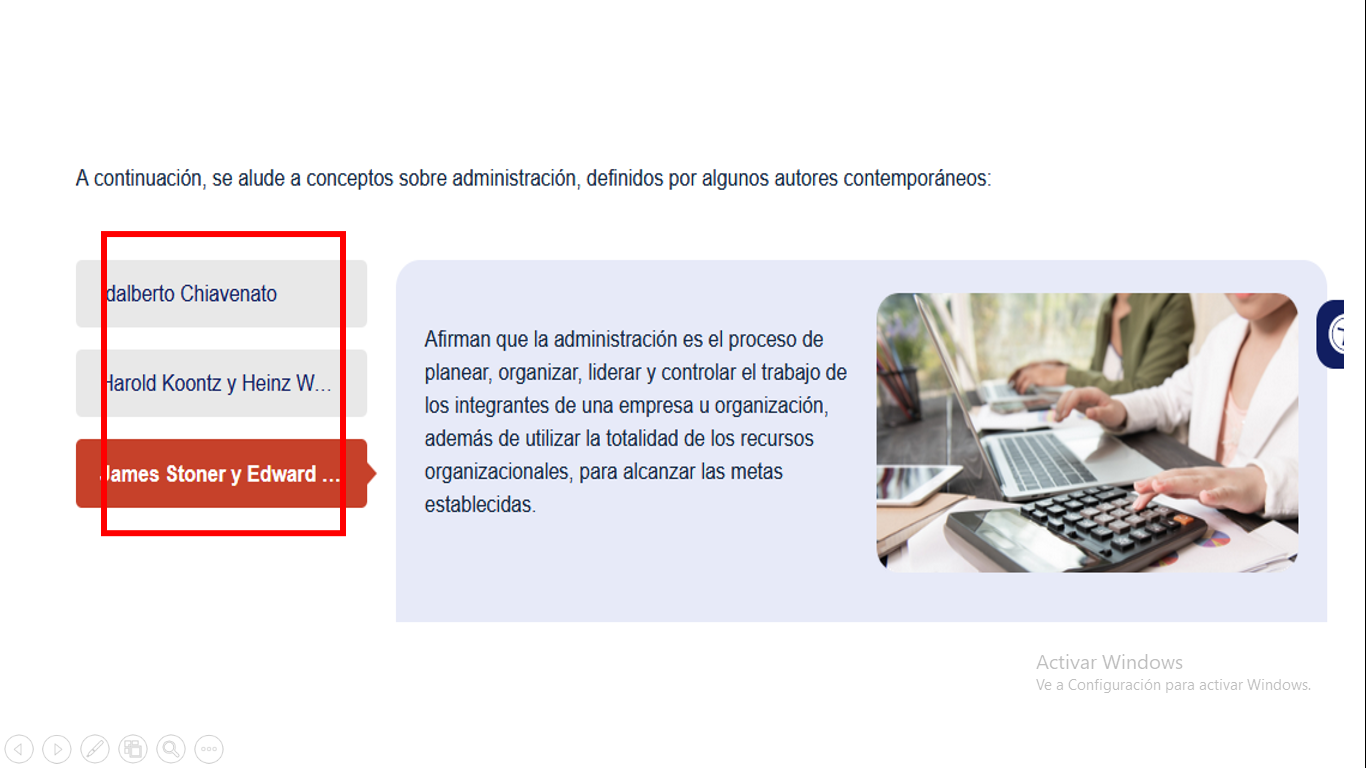 A continuación, se alude a conceptos sobre administración, definidos por algunos autores contemporáneos:
dalberto Chiavenato
Harold Koontz y Heinz W...
James Stoner y Edward ...
Afirman que la administración es el proceso de
planear, organizar, liderar y controlar el trabajo de
los integrantes de una empresa u organización,
además de utilizar la totalidad de los recursos
organizacionales, para alcanzar las metas
establecidas.
Activar Windows
Ve a Configuración para activar Windows.